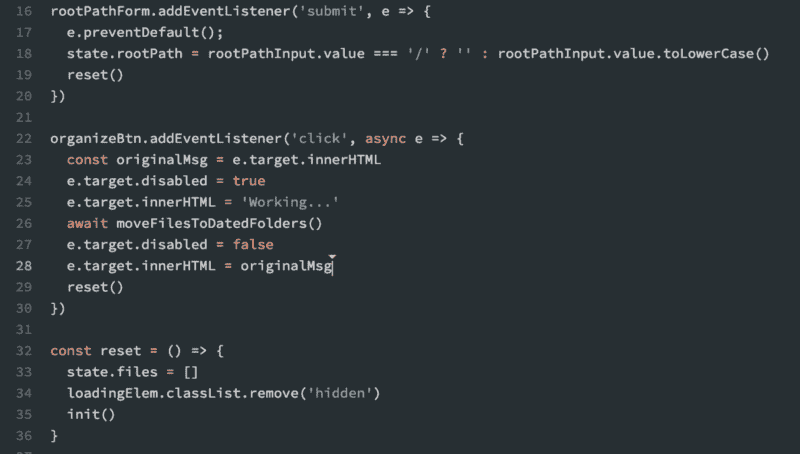 16 rootPathForm.addEventListener('submit', e => {
17   e.preventDefault();
18   state.rootPath = rootPathInput.value === '/' ? '' : rootPathInput.value.toLowerCase()
19   reset()
20 })
21
22 organizeBtn.addEventListener('click', async e => {
23   const originalMsg = e.target.innerHTML
24   e.target.disabled = true
25   e.target.innerHTML = 'Working...'
26   await moveFilesToDatedFolders()
27   e.target.disabled = false
28   e.target.innerHTML = originalMsg
29   reset()
30 })
31
32 const reset = () => {
33   state.files = []
34   loadingElem.classList.remove('hidden')
35   init()
36 }